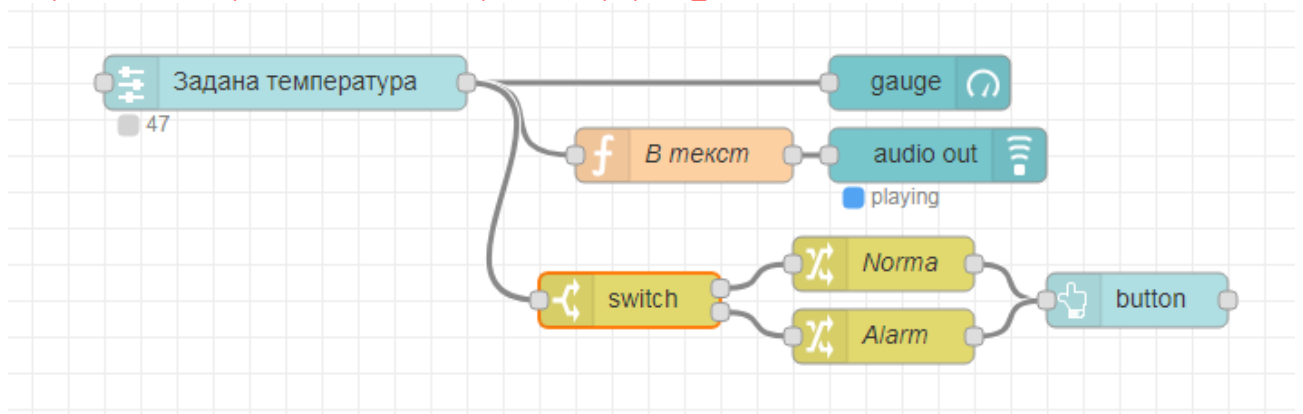 Задана температура
gauge
47
В текст
audio out
playing
Norma
switch
button
Alarm